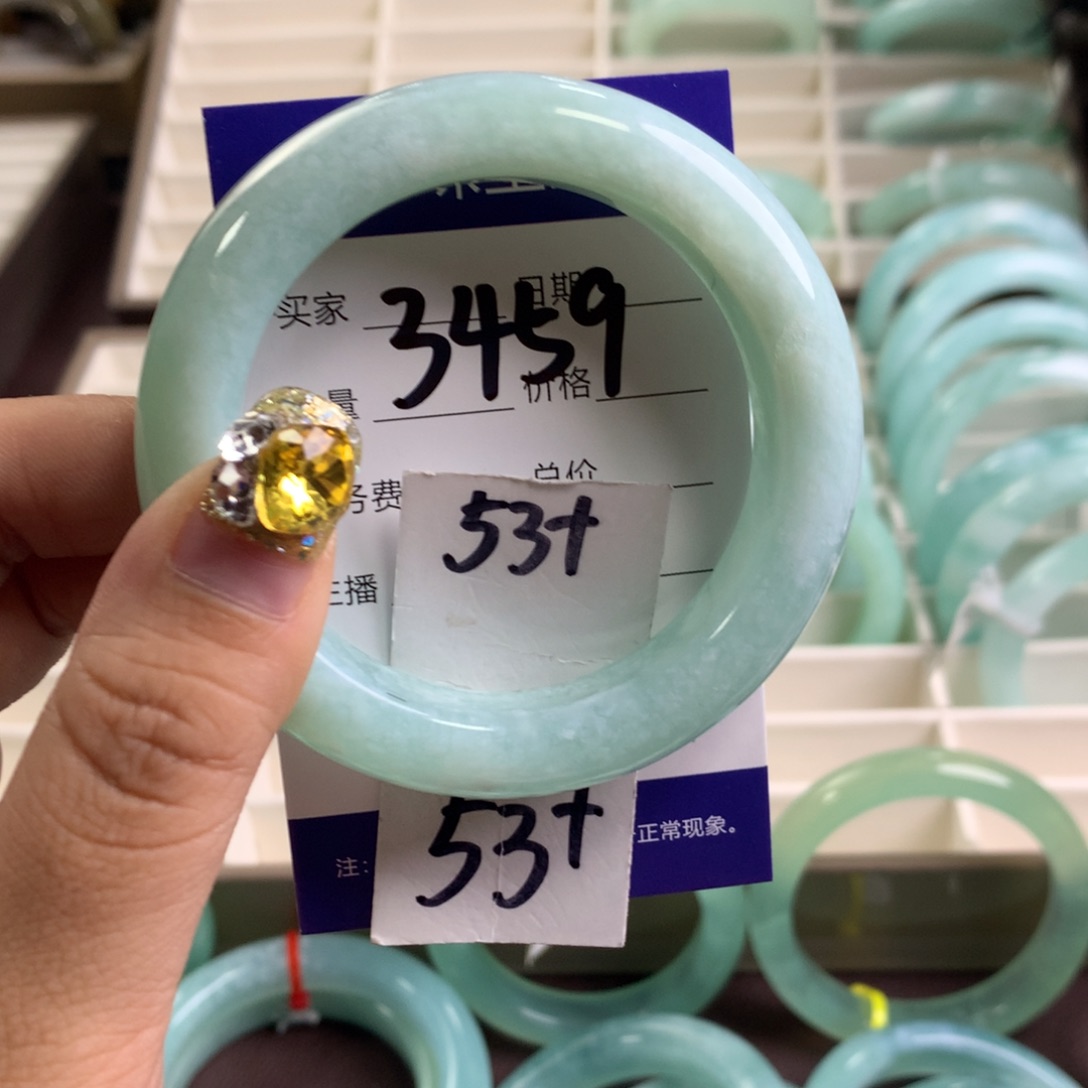 买家 日期
3459
量 价格
务费 总价
53+
主播
53+
注: 正常现象。